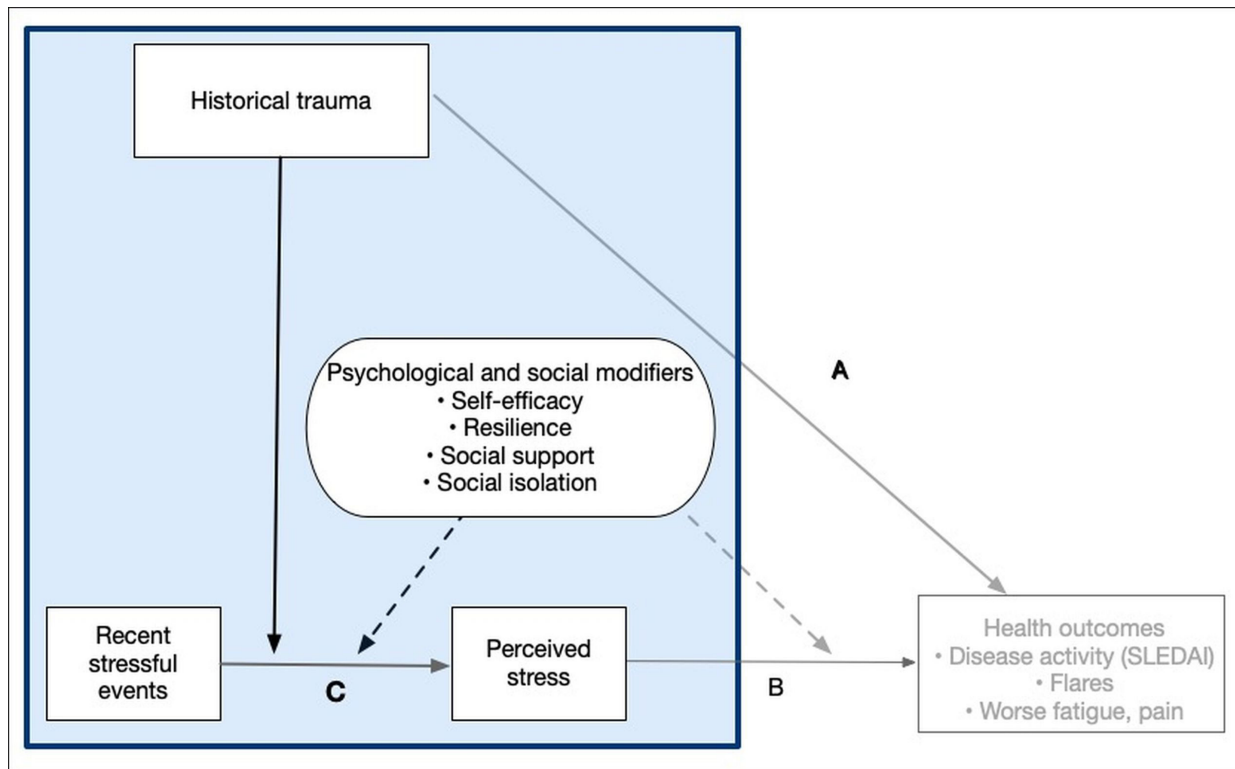 Historical trauma
A
Psychological and social modifiers
• Self-efficacy
• Resilience
• Social support
• Social isolation
Recent
stressful
events
C
Perceived
stress
B
Health outcomes
• Disease activity (SLEDAI)
• Flares
• Worse fatigue, pain